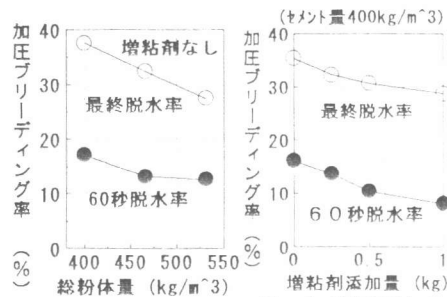 (セメント量400kg/m^3)
加圧ブリーディング率 (%)
40
30
20
10
0
増粘剤なし
最終脱水率
60秒脱水率
400 450 500 550
総粉体量 (kg/m^3)
加圧ブリーディング率 (%)
40
30
20
10
0
最終脱水率
60秒脱水率
0 0.5 1
増粘剤添加量 (kg)